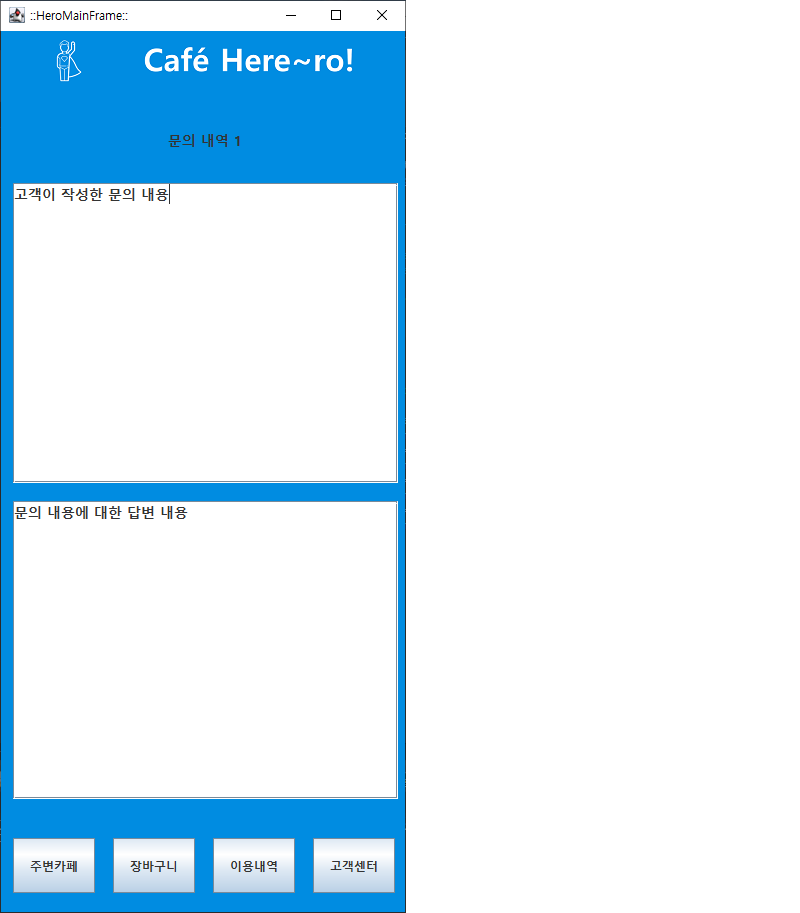 ::HeroMainFrame::
Café Here~ro!
문의 내역 1
고객이 작성한 문의 내용
문의 내용에 대한 답변 내용
주변카페 장바구니 이용내역 고객센터